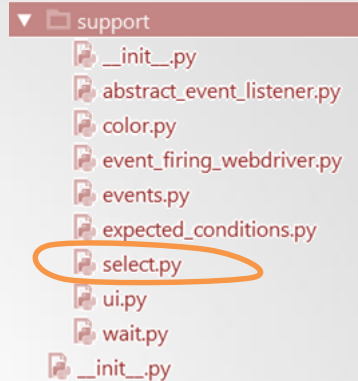 support
__init__.py
abstract_event_listener.py
color.py
event_firing_webdriver.py
events.py
expected_conditions.py
select.py
ui.py
wait.py
__init__.py